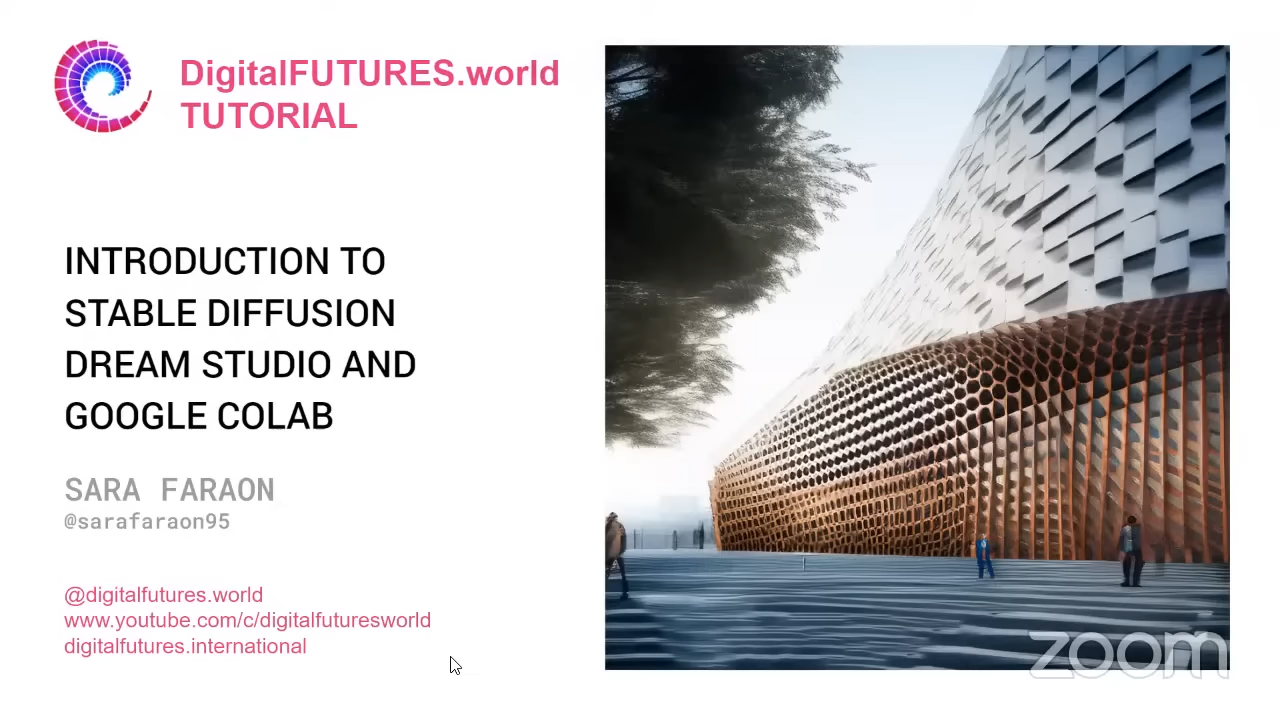 DigitalFUTURES.world
TUTORIAL
INTRODUCTION TO
STABLE DIFFUSION
DREAM STUDIO AND
GOOGLE COLAB
SARA FARAON
@sarafaraon95
@digitalfutures.world
www.youtube.com/c/digitalfuturesworld
digitalfutures.international
zoom